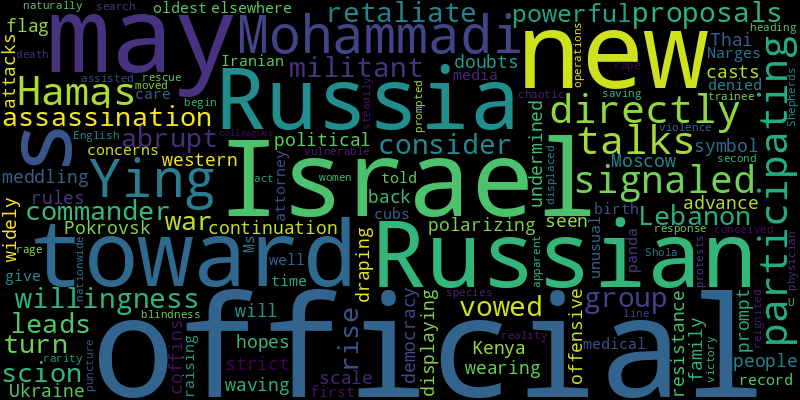 oldest elsewhere
naturally search
retaliate powerful proposals
flag
may Mohammadi new
Thai
Narges
heading
death assisted rescue
Iranian doubts
militant media casts
attacks
operations
rape
Hamas moved care
Russia
steadily
prompted
denied
trainee
saving
begin
chaotic
directly
assassination
English colleagues
abrupt political
violence
shepherds
concerns vulnerable consider
talks
symbol
s
western
attorney
Israel
undermined
displaced
Moscow second
participating
meddling
Ying
act women told
signaled
rules
back
birth advance
commander war
cubs seen Lebanon
widely
Pokrovsk continuation
Ms
polarizing
unusual
panda
response
conceived
rage
toward
nationwide
well
draping
Russian
apparent
protests
Shola
physician
give
time
species
willingness
will
democracy
displaying
vowed group
resistance
line
reignited
leads
coffins
raising
rise
hopes
reality
offensive
family
victory
prompt
turn
blindness
official
Kenya medical
people
scion
rarity
puncture
strict
wearing
Ukraine
waving
scale
first
record